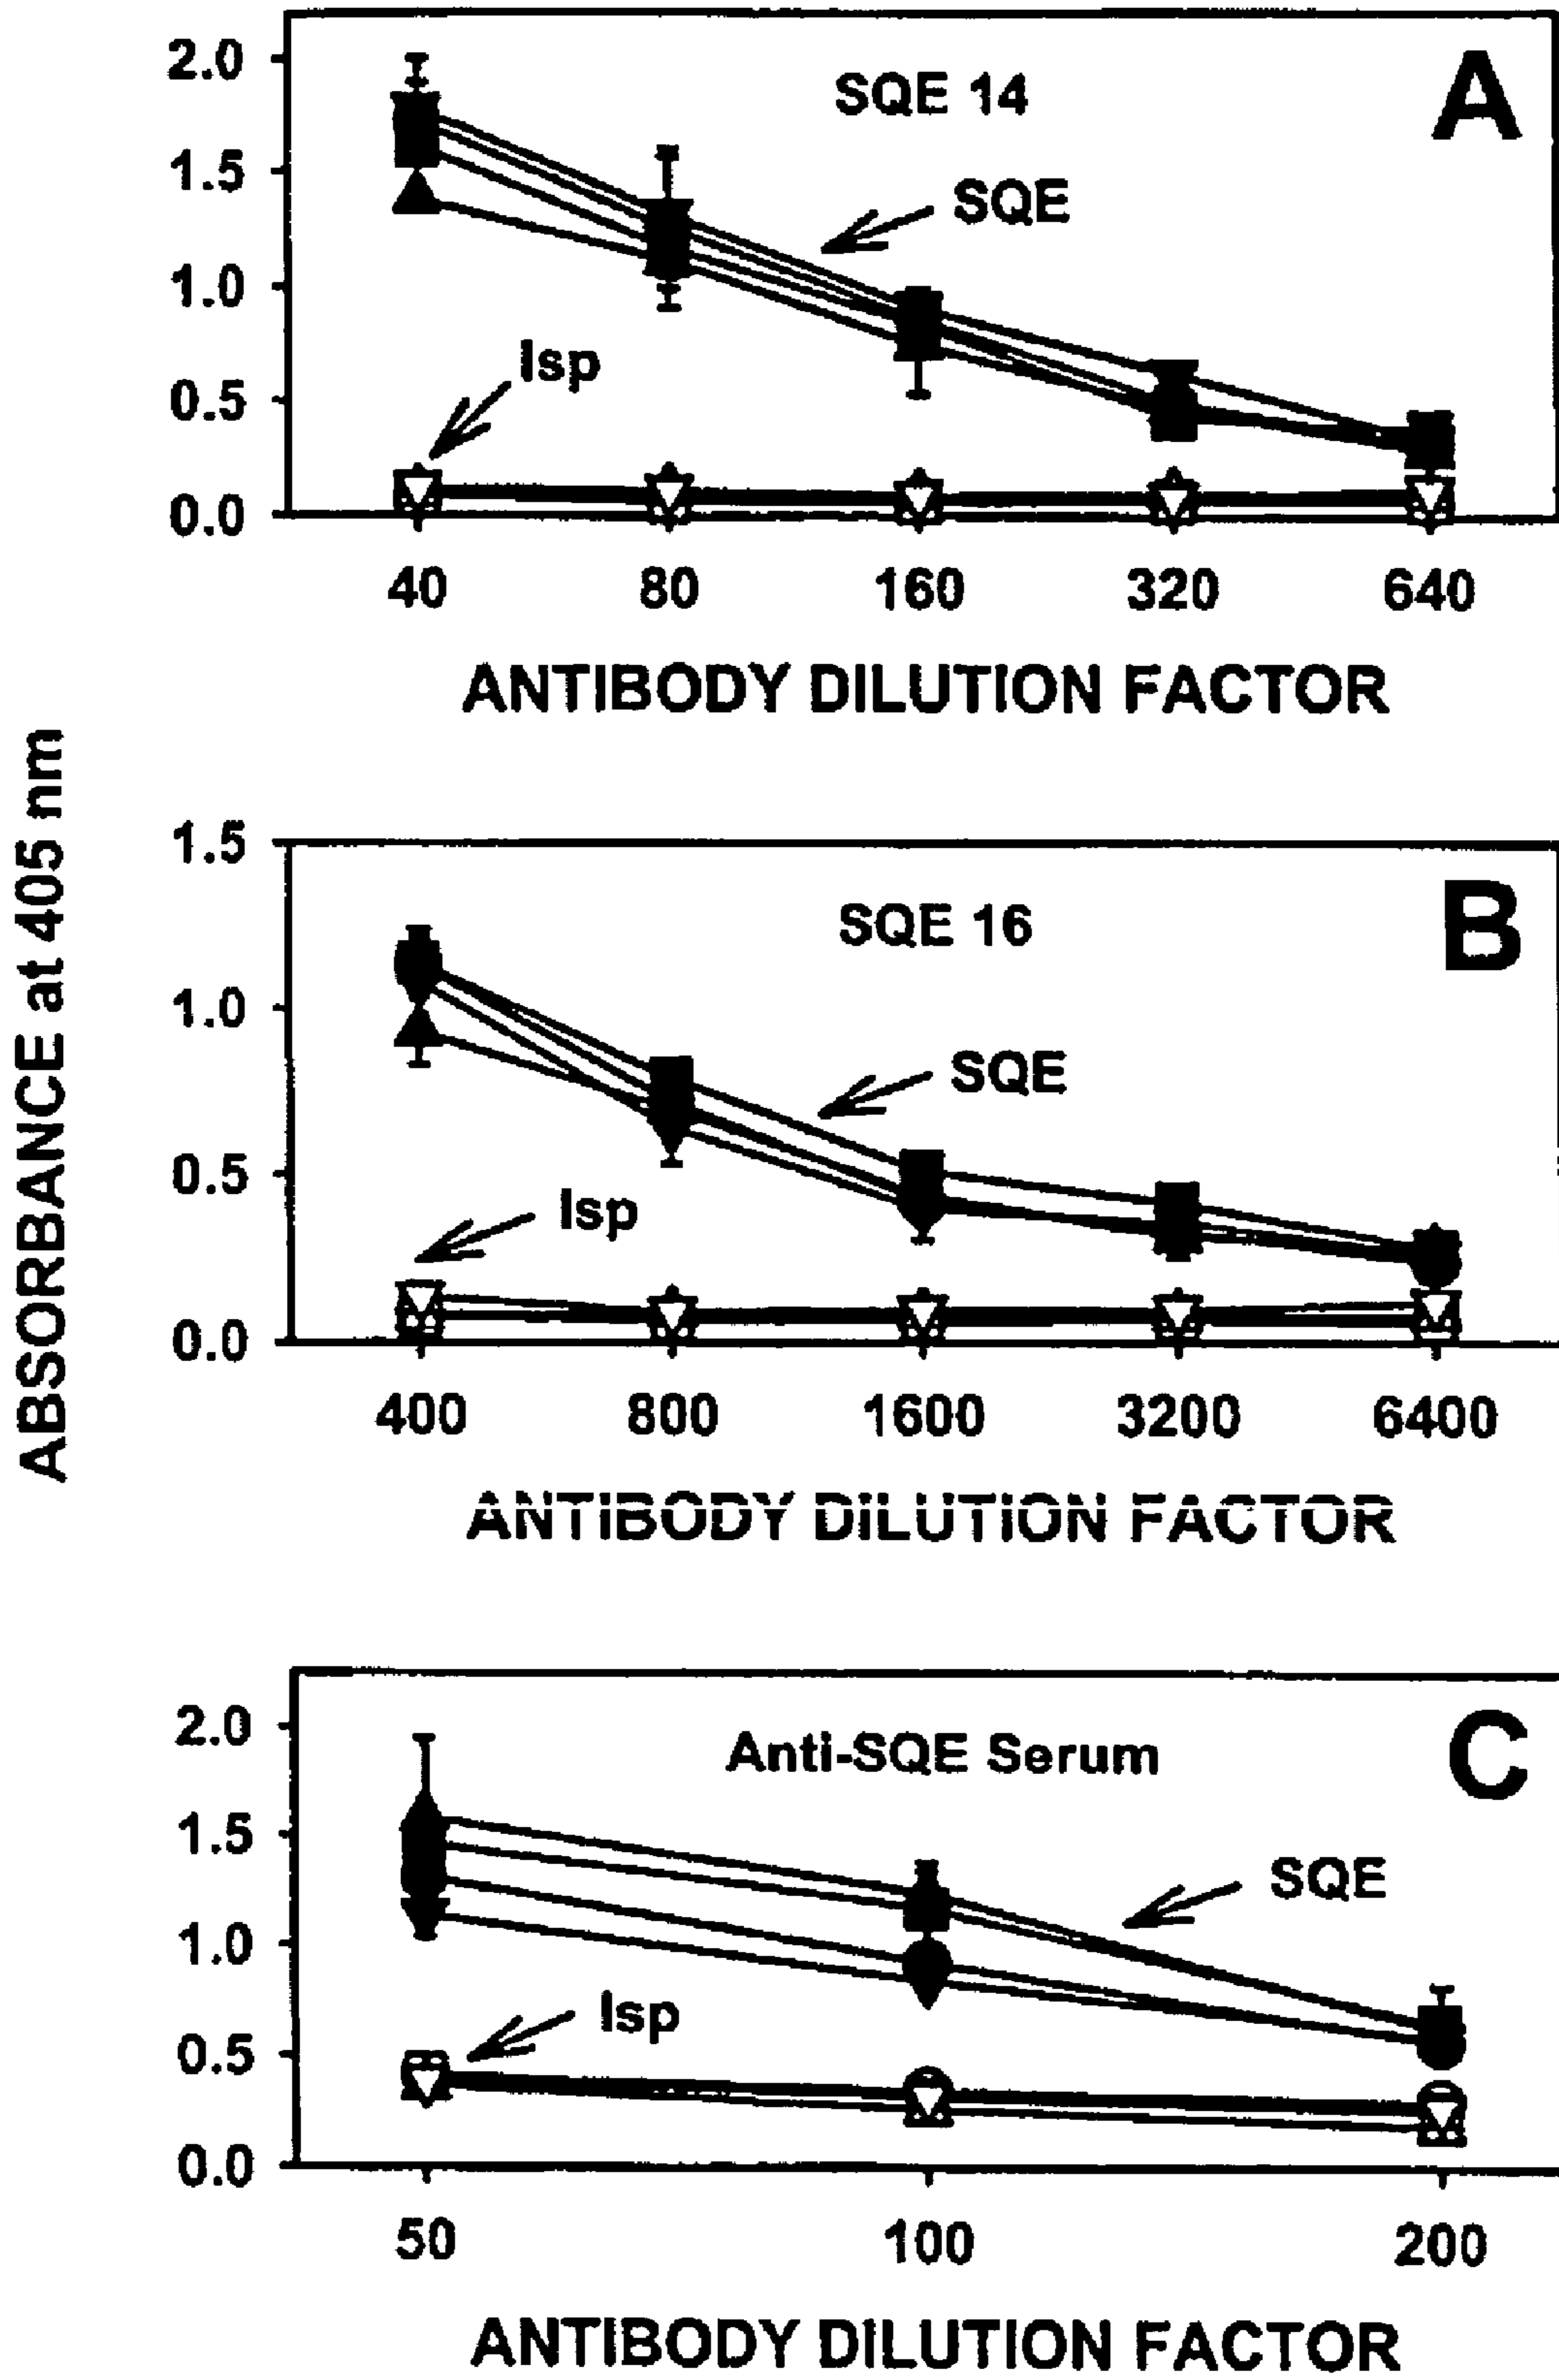 A
SQE 14
2.0
1.5
1.0
0.5
0.0
SQE
Isp
40 80 160 320 640
ANTIBODY DILUTION FACTOR
ABSORBANCE at 405 nm
B
SQE 16
1.5
1.0
0.5
0.0
SQE
Isp
400 800 1600 3200 6400
ANTIBODY DILUTION FACTOR
C
Anti-SQE Serum
2.0
1.5
1.0
0.5
0.0
SQE
Isp
50 100 200
ANTIBODY DILUTION FACTOR